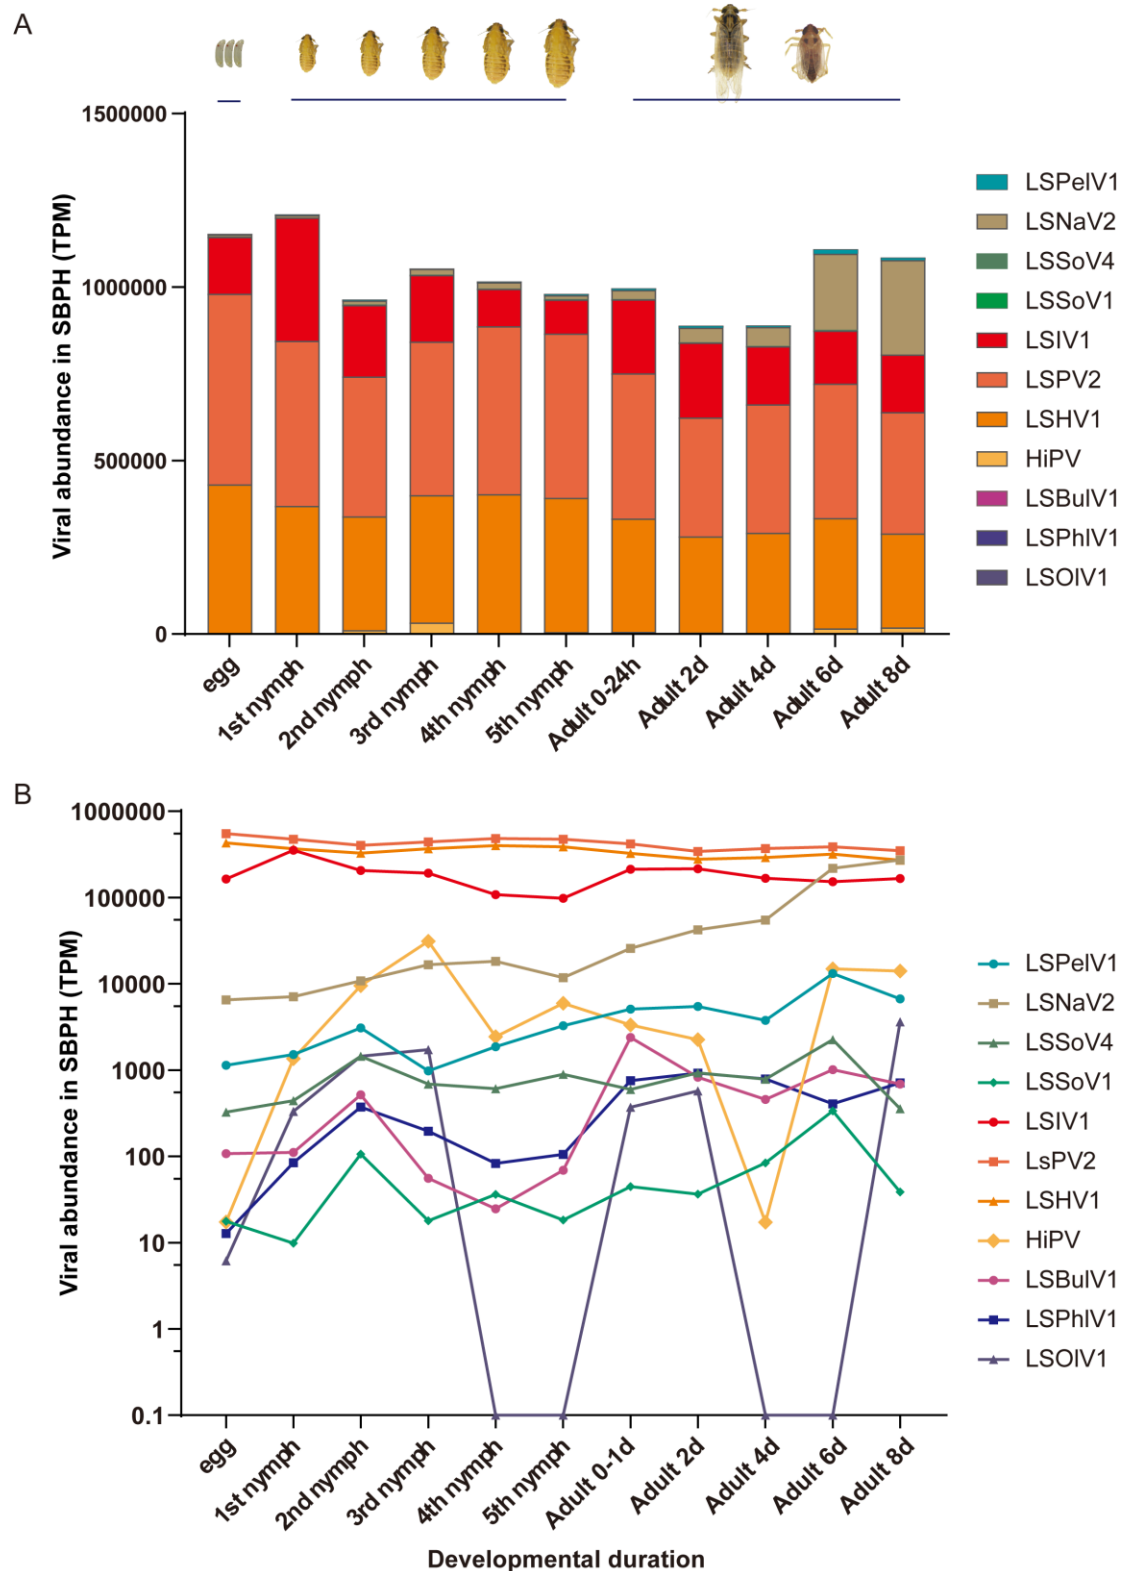 A
Viral abundance in SBPH (TPM)
1500000
1000000
500000
0
egg
1st nymph
2nd nymph
3rd nymph
4th nymph
5th nymph
Adult 0-24h
Adult 2d
Adult 4d
Adult 6d
Adult 8d
LSPelV1
LSNaV2
LSSoV4
LSSoV1
LSIV1
LSPV2
LSHV1
HiPV
LSBulV1
LSPhlV1
LSOlV1
B
Viral abundance in SBPH (TPM)
1000000
100000
10000
1000
100
10
1
0.1
egg
1st nymph
2nd nymph
3rd nymph
4th nymph
5th nymph
Adult 0-1d
Adult 2d
Adult 4d
Adult 6d
Adult 8d
Developmental duration
LSPelV1
LSNaV2
LSSoV4
LSSoV1
LSIV1
LsPV2
LSHV1
HiPV
LSBulV1
LSPhlV1
LSOlV1